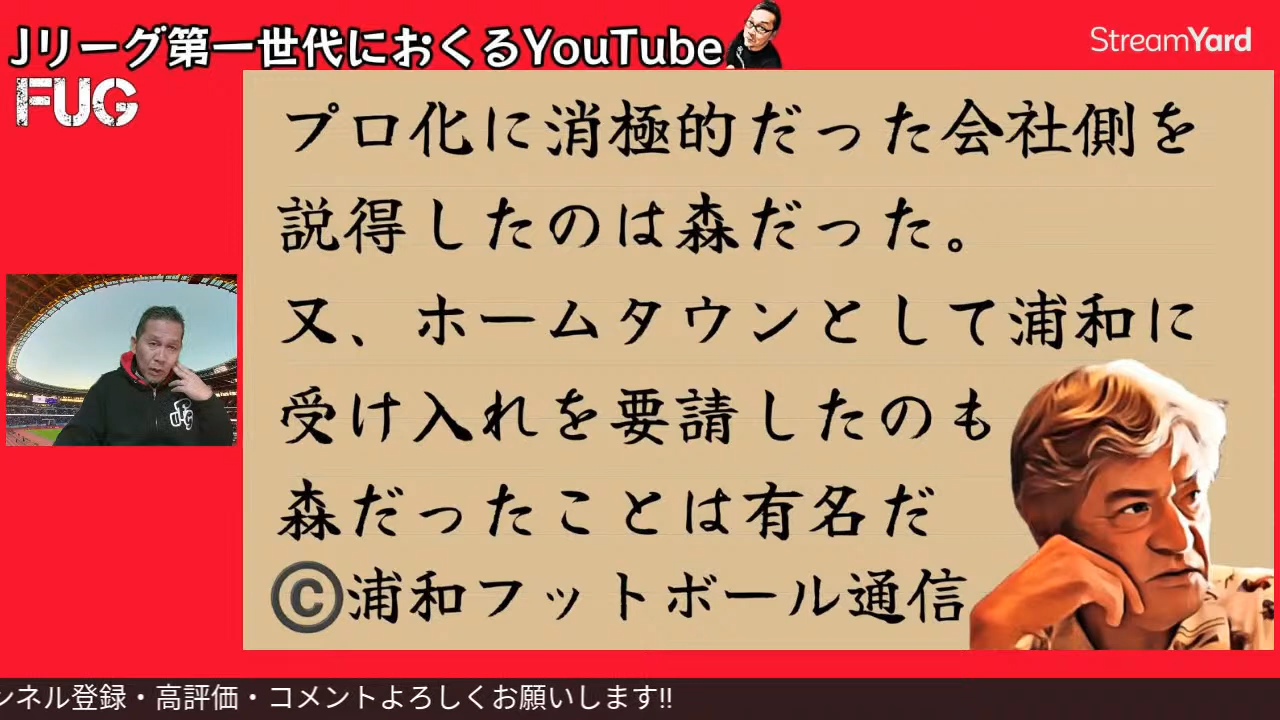 Jリーグ第一世代におくるYouTube
StreamYard
FUG
プロ化に消極的だった会社側を
説得したのは森だった。
又、ホームタウンとして浦和に
受け入れを要請したのも
森だったことは有名だ
©浦和フットボール通信
ンネル登録・高評価・コメントよろしくお願いします!!